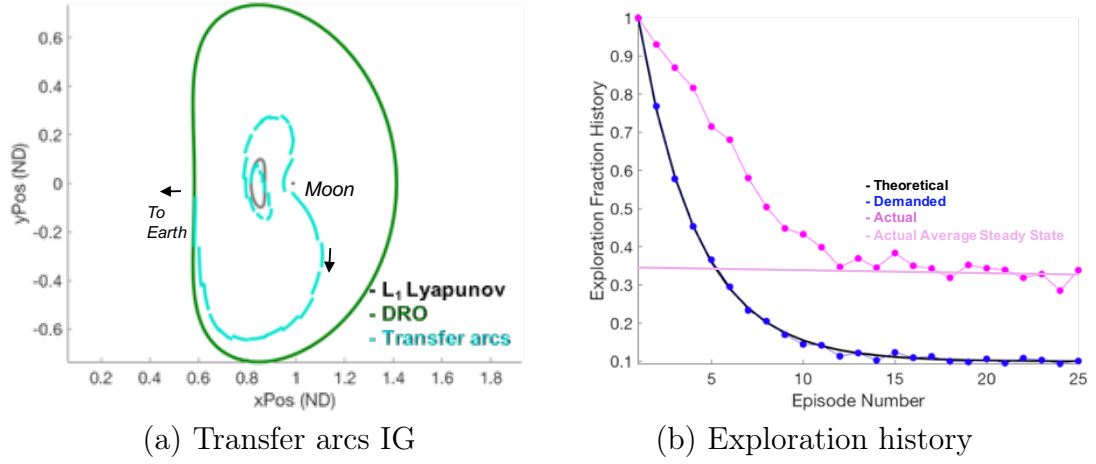 0.6
0.4
0.2
0
-0.2
-0.4
-0.6
yPos (ND)
0.2
0.4
0.6
0.8
1
1.2
1.4
1.6
1.8
xPos (ND)
Moon
To
Earth
- L1 Lyapunov
- DRO
- Transfer arcs
(a) Transfer arcs IG
1
0.9
0.8
0.7
0.6
0.5
0.4
0.3
0.2
0.1
Exploration Fraction History
5
10
15
20
25
Episode Number
- Theoretical
- Demanded
- Actual
- Actual Average Steady State
(b) Exploration history